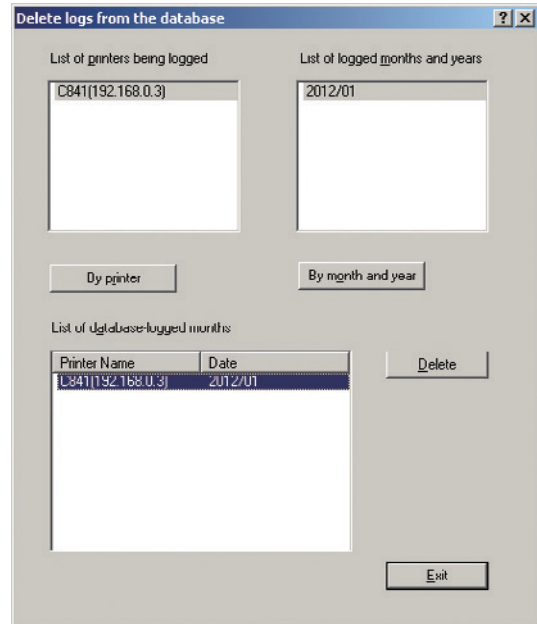 Delete logs from the database
List of printers being logged
List of logged months and years
C841(192.168.0.3)
2012/01
By printer
By month and year
List of database-logged months
Printer Name Date
C841(192.168.0.3) 2012/01
Delete
Exit